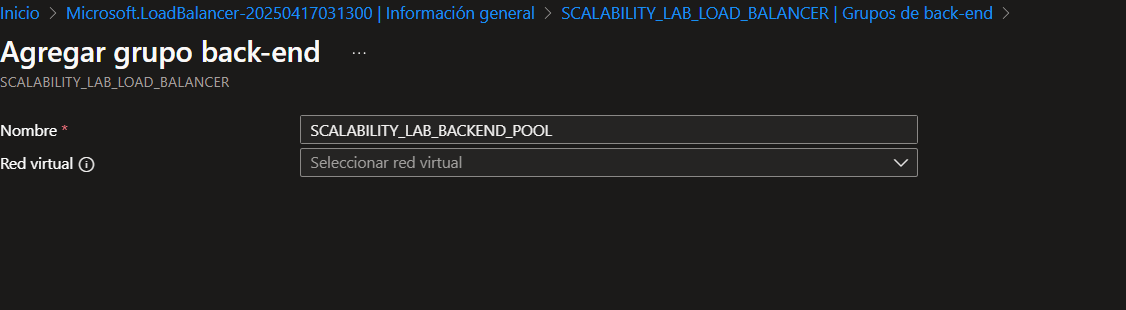 Inicio > Microsoft.LoadBalancer-20250417031300 | Información general > SCALABILITY_LAB_LOAD_BALANCER | Grupos de back-end >
Agregar grupo back-end ...
SCALABILITY_LAB_LOAD_BALANCER
Nombre * SCALABILITY_LAB_BACKEND_POOL
Red virtual Seleccionar red virtual